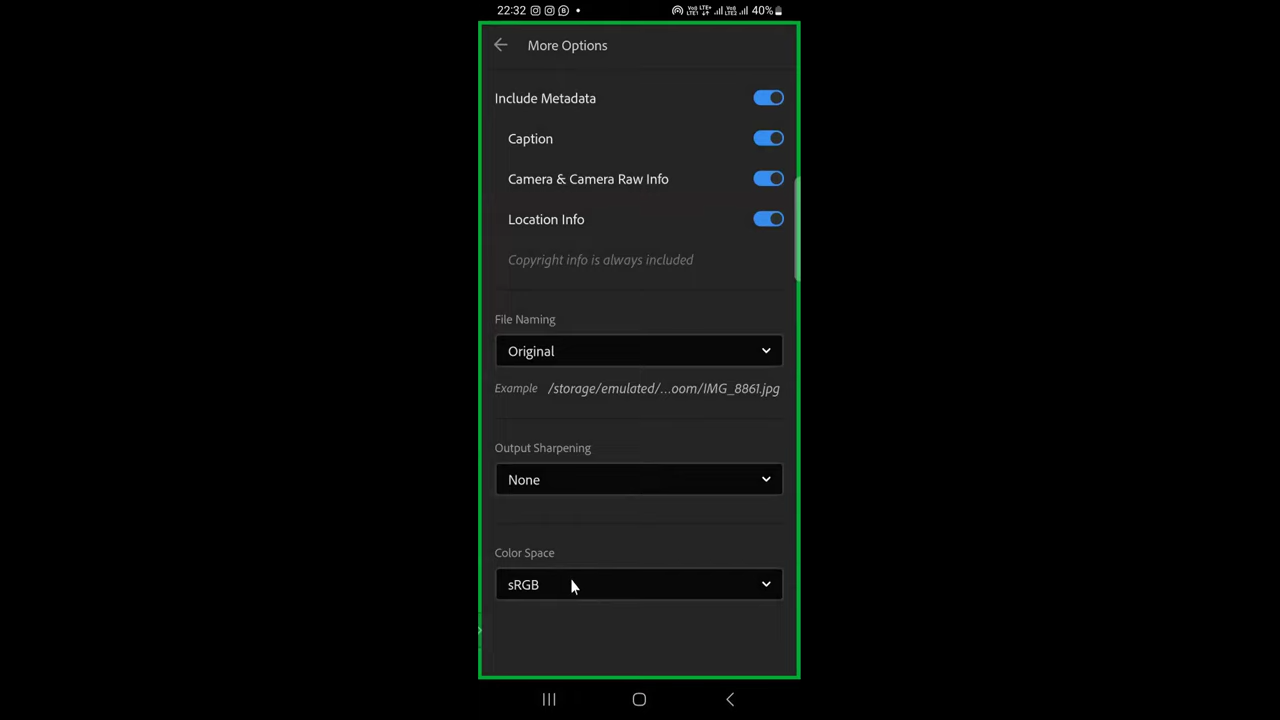 22:32 40%
More Options
Include Metadata
Caption
Camera & Camera Raw Info
Location Info
Copyright info is always included
File Naming
Original
Example /storage/emulated/...oom/IMG_8861.jpg
Output Sharpening
None
Color Space
sRGB